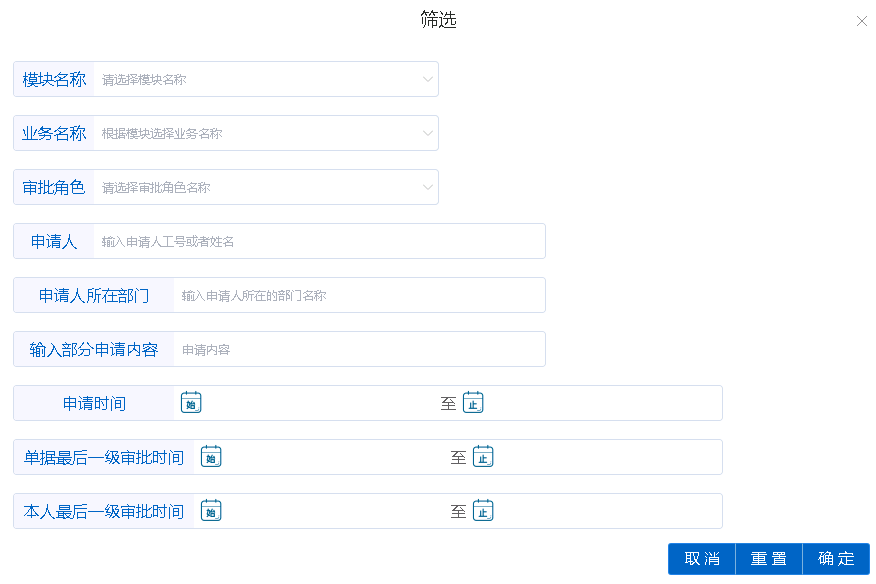 筛选
模块名称 请选择模块名称
业务名称 根据模块选择业务名称
审批角色 请选择审批角色名称
申请人 输入申请人工号或者姓名
申请人所在部门 输入申请人所在的部门名称
输入部分申请内容 申请内容
申请时间 始 至 止
单据最后一级审批时间 始 至 止
本人最后一级审批时间 始 至 止
取消 重置 确定